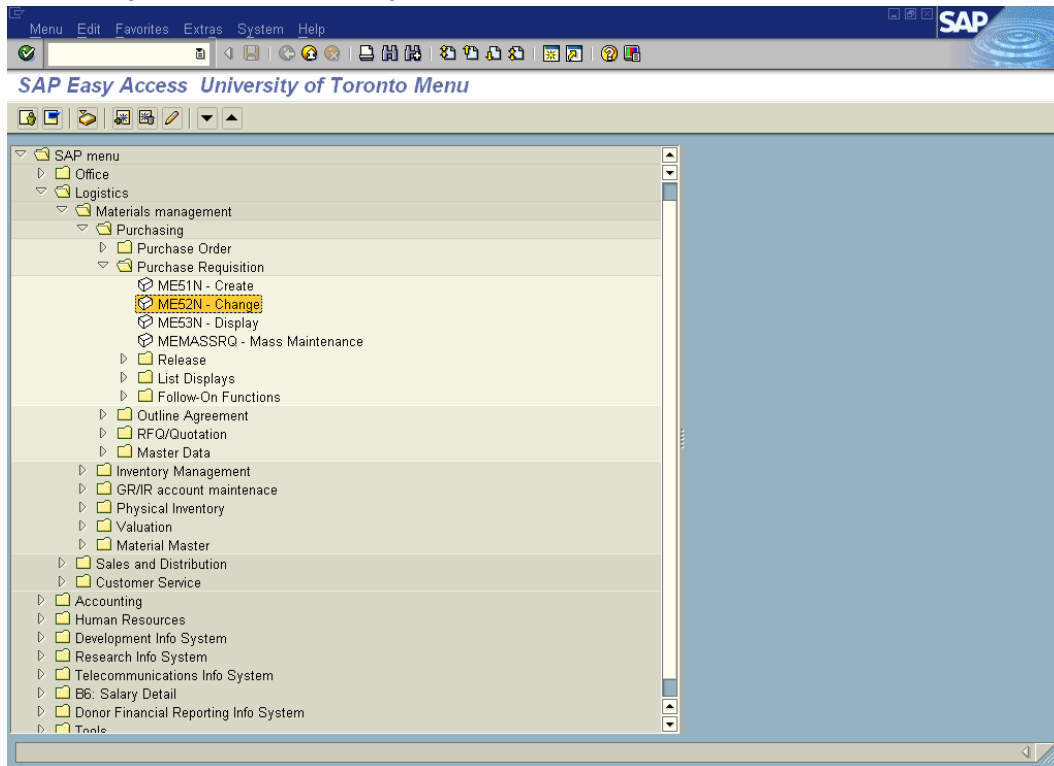 Menu Edit Favorites Extras System Help
SAP
SAP Easy Access University of Toronto Menu
SAP menu
Office
Logistics
Materials management
Purchasing
Purchase Order
Purchase Requisition
ME51N - Create
ME52N - Change
ME53N - Display
MEMASSRQ - Mass Maintenance
Release
List Displays
Follow-On Functions
Outline Agreement
RFQ/Quotation
Master Data
Inventory Management
GR/IR account maintenace
Physical Inventory
Valuation
Material Master
Sales and Distribution
Customer Service
Accounting
Human Resources
Development Info System
Research Info System
Telecommunications Info System
B6: Salary Detail
Donor Financial Reporting Info System
Tools